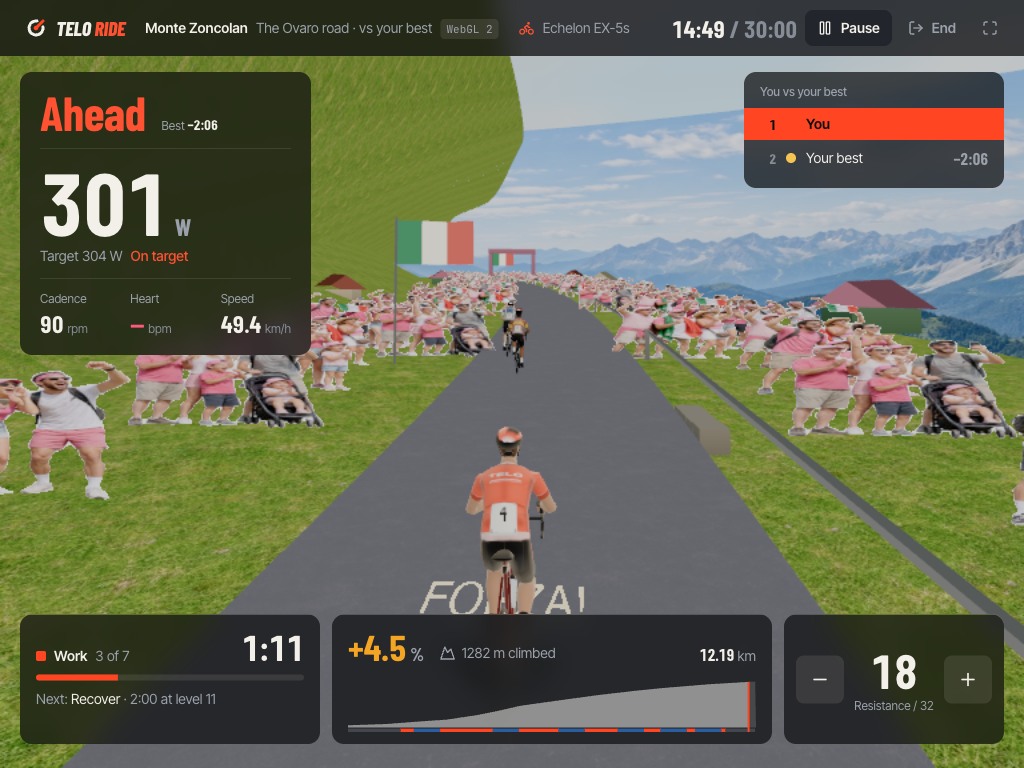 TELO RIDE Monte Zoncolan The Ovaro road · vs your best WebGL 2 Echelon EX-5s 14:49 / 30:00 Pause End
Ahead Best −2:06
301 W
Target 304 W On target
Cadence Heart Speed
90 rpm — bpm 49.4 km/h
You vs your best
1 You
2 Your best −2:06
TELO
1
FORZA!
Work 3 of 7 1:11
Next: Recover · 2:00 at level 11
+4.5 % 1282 m climbed 12.19 km
− 18 +
Resistance / 32